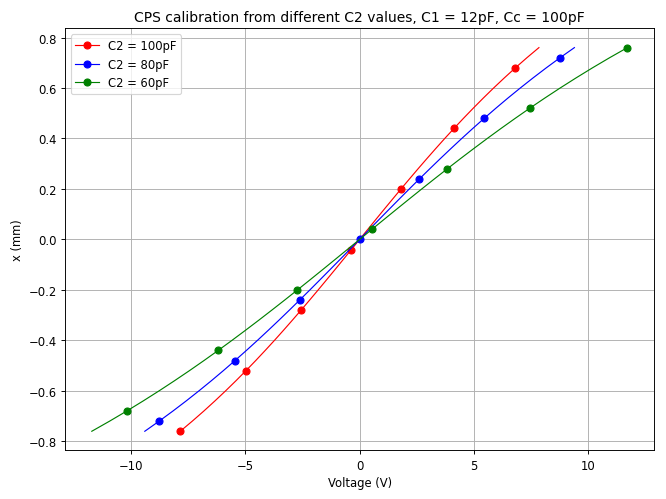 CPS calibration from different C2 values, C1 = 12pF, Cc = 100pF
C2 = 100pF
C2 = 80pF
C2 = 60pF
0.8
0.6
0.4
0.2
0.0
−0.2
−0.4
−0.6
−0.8
x (mm)
−10
−5
0
5
10
Voltage (V)